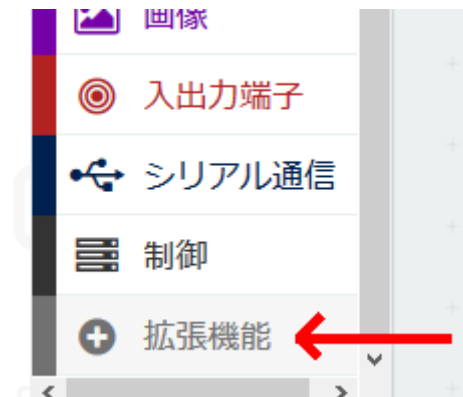 画像
入出力端子
シリアル通信
制御
拡張機能